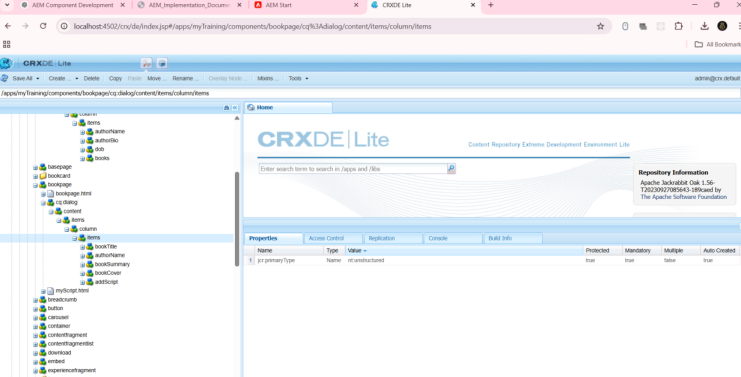 AEM Component Development
AEM_Implementation_Documen
AEM Start
CRXDE Lite
localhost:4502/crx/de/index.jsp#/apps/myTraining/components/bookpage/cq%3Adialog/content/items/column/items
All Bookmark
CRXDE Lite
Save All Create ... Delete Copy Paste Move ... Rename ... Overlay Node... Mixins ... Tools
admin@crx.default
/apps/myTraining/components/bookpage/cq:dialog/content/items/column/items
Home
column
items
authorName
authorBio
dob
books
basepage
bookcard
bookpage
bookpage.html
cq:dialog
content
items
column
items
bookTitle
authorName
bookSummary
bookCover
addScript
myScript.html
breadcrumb
button
carousel
container
contentfragment
contentfragmentlist
download
embed
experiencefragment
CRXDE Lite
Content Repository Extreme Development Environment Lite
Enter search term to search in /apps and /libs
Repository Information
Apache Jackrabbit Oak 1.56-
T20230927085643-189caed by
The Apache Software Foundation
Properties Access Control Replication Console Build Info
Name Type Value Protected Mandatory Multiple Auto Created
1 jcr:primaryType Name nt:unstructured true true false true